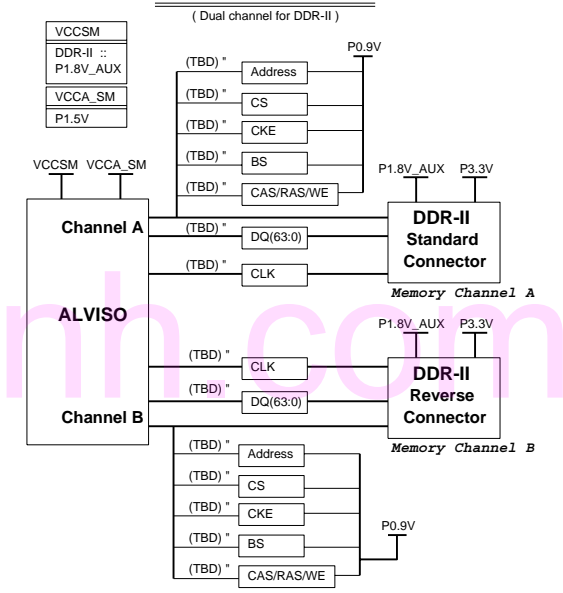 ( Dual channel for DDR-II )
VCCSM
DDR-II ::
P1.8V_AUX
VCCA_SM
P1.5V
P0.9V
(TBD) " Address
(TBD) " CS
(TBD) " CKE
(TBD) " BS
(TBD) " CAS/RAS/WE
VCCSM VCCA_SM
P1.8V_AUX P3.3V
Channel A
(TBD) " DQ(63:0)
(TBD) " CLK
DDR-II
Standard
Connector
Memory Channel A
ALVISO
nh.com
P1.8V_AUX P3.3V
(TBD) " CLK
(TBD) " DQ(63:0)
Channel B
DDR-II
Reverse
Connector
Memory Channel B
(TBD) " Address
(TBD) " CS
(TBD) " CKE
(TBD) " BS
(TBD) " CAS/RAS/WE
P0.9V